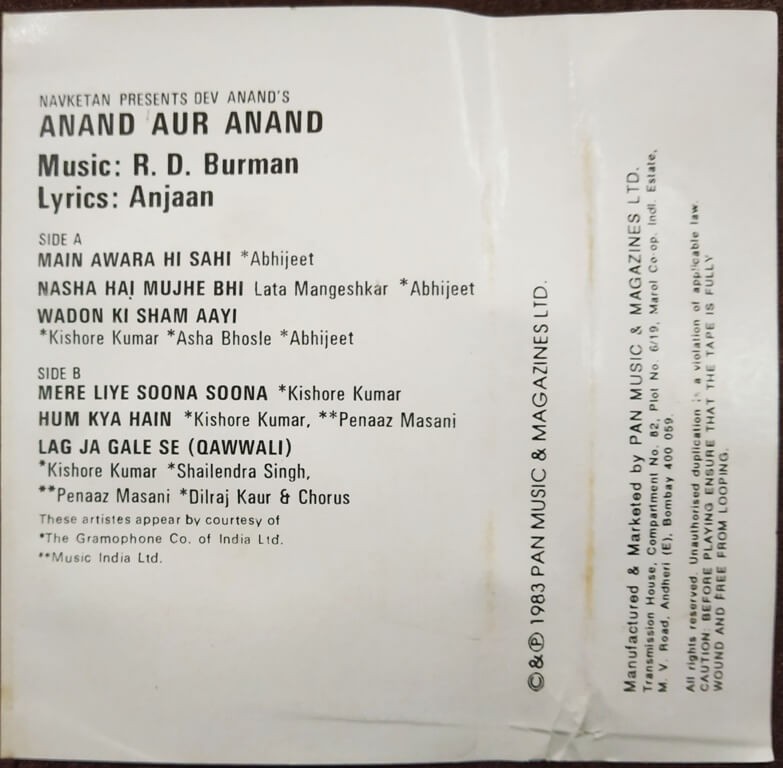 NAVKETAN PRESENTS DEV ANAND'S
ANAND AUR ANAND
Music: R. D. Burman
Lyrics: Anjaan
SIDE A
MAIN AWARA HI SAHI *Abhijeet
NASHA HAI MUJHE BHI Lata Mangeshkar *Abhijeet
WADON KI SHAM AAYI
*Kishore Kumar *Asha Bhosle *Abhijeet
SIDE B
MERE LIYE SOONA SOONA *Kishore Kumar
HUM KYA HAIN *Kishore Kumar, **Penaaz Masani
LAG JA GALE SE (QAWWALI)
*Kishore Kumar *Shailendra Singh,
**Penaaz Masani *Dilraj Kaur & Chorus
These artistes appear by courtesy of
*The Gramophone Co. of India Ltd.
**Music India Ltd.
©&℗ 1983 PAN MUSIC & MAGAZINES LTD.
Manufactured & Marketed by PAN MUSIC & MAGAZINES LTD.
Transmission House, Compartment No. 82, Plot No. 6/19, Marol Co-op. Indl. Estate,
M. V. Road, Andheri (E), Bombay 400 059.
All rights reserved. Unauthorised duplication is a violation of applicable law.
CAUTION: BEFORE PLAYING ENSURE THAT THE TAPE IS FULLY
WOUND AND FREE FROM LOOPING.